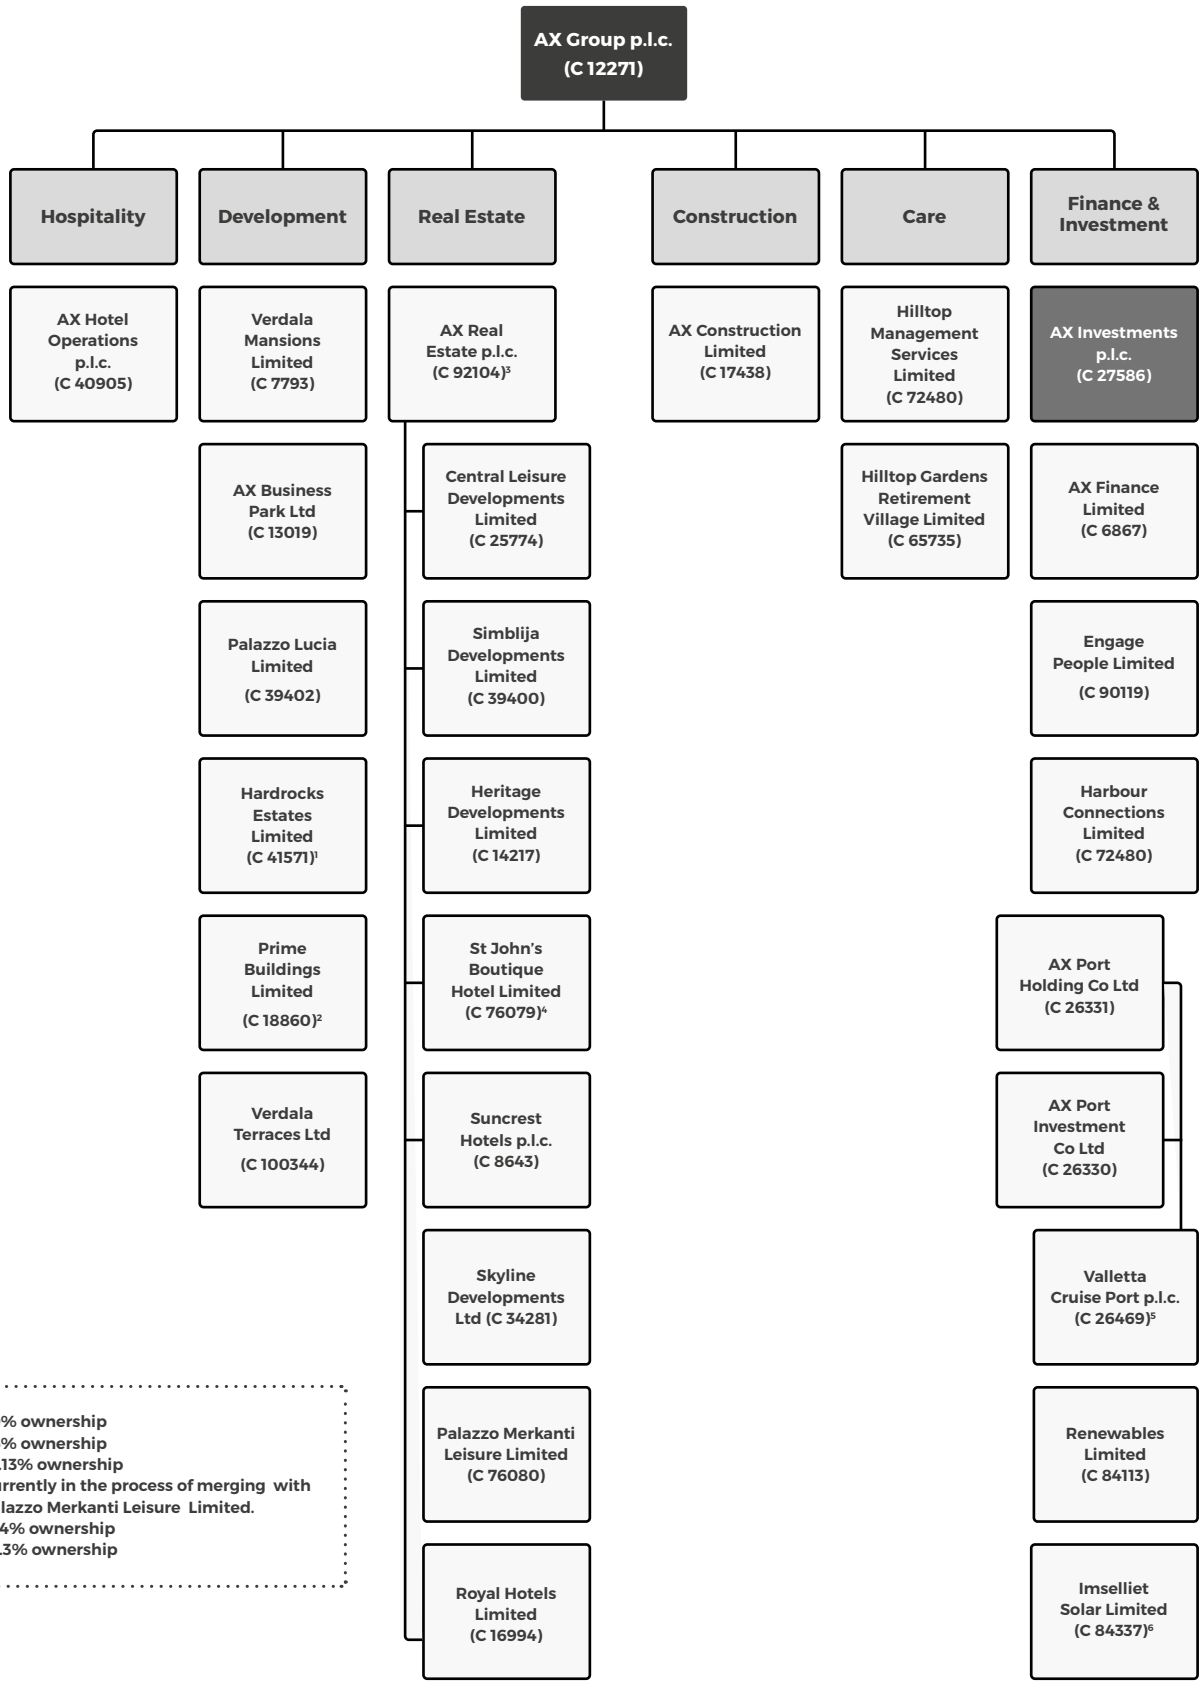 AX Group p.l.c.
(C 12271)
Hospitality
Development
Real Estate
Construction
Care
Finance &
Investment
AX Hotel
Operations
p.l.c.
(C 40905)
Verdala
Mansions
Limited
(C 7793)
AX Real
Estate p.l.c.
(C 92104)³
AX Construction
Limited
(C 17438)
Hilltop
Management
Services
Limited
(C 72480)
AX Investments
p.l.c.
(C 27586)
AX Business
Park Ltd
(C 13019)
Central Leisure
Developments
Limited
(C 25774)
Hilltop Gardens
Retirement
Village Limited
(C 65735)
AX Finance
Limited
(C 6867)
Palazzo Lucia
Limited
(C 39402)
Simblija
Developments
Limited
(C 39400)
Engage
People Limited
(C 90119)
Hardrocks
Estates
Limited
(C 41571)¹
Heritage
Developments
Limited
(C 14217)
Harbour
Connections
Limited
(C 72480)
Prime
Buildings
Limited
(C 18860)²
St John’s
Boutique
Hotel Limited
(C 76079)⁴
AX Port
Holding Co Ltd
(C 26331)
Verdala
Terraces Ltd
(C 100344)
Suncrest
Hotels p.l.c.
(C 8643)
AX Port
Investment
Co Ltd
(C 26330)
Skyline
Developments
Ltd (C 34281)
Valletta
Cruise Port p.l.c.
(C 26469)⁵
Palazzo Merkanti
Leisure Limited
(C 76080)
Renewables
Limited
(C 84113)
Royal Hotels
Limited
(C 16994)
Imselliet
Solar Limited
(C 84337)⁶
% ownership
% ownership
.13% ownership
in the process of merging with
Merkanti Leisure Limited.
4% ownership
.3% ownership